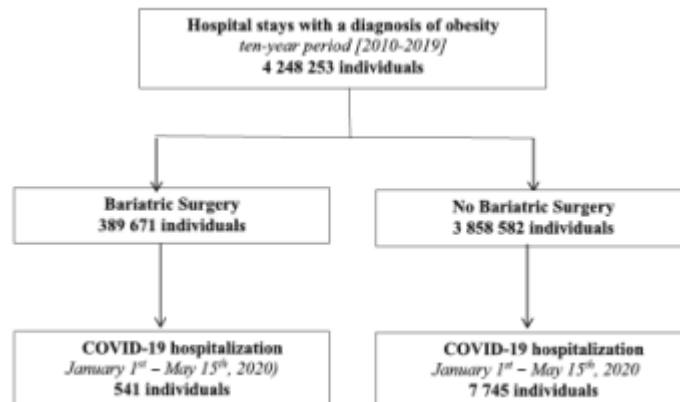 Hospital stays with a diagnosis of obesity
ten-year period [2010-2019]
4 248 253 individuals
Bariatric Surgery
389 671 individuals
No Bariatric Surgery
3 858 582 individuals
COVID-19 hospitalization
January 1st – May 15th, 2020)
541 individuals
COVID-19 hospitalization
January 1st – May 15th, 2020
7 745 individuals